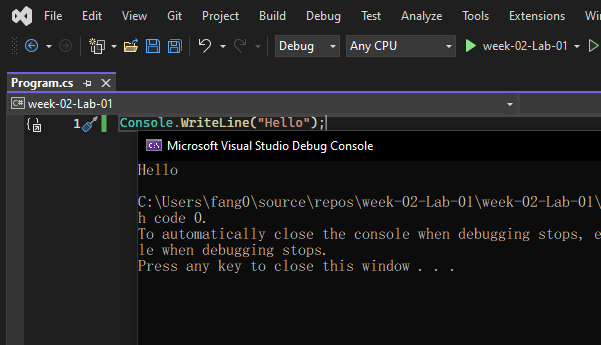 File Edit View Git Project Build Debug Test Analyze Tools Extensions Win
Debug Any CPU week-02-Lab-01
Program.cs
C# week-02-Lab-01
1 Console.WriteLine("Hello");
Microsoft Visual Studio Debug Console
Hello
C:\Users\fang0\source\repos\week-02-Lab-01\week-02-Lab-01\
h code 0.
To automatically close the console when debugging stops, e
le when debugging stops.
Press any key to close this window . . .